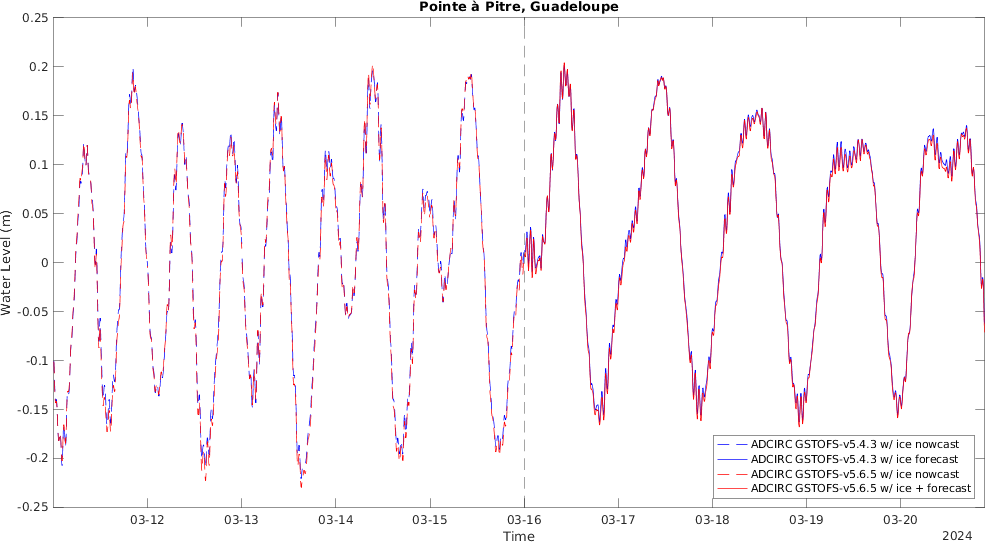 Pointe à Pitre, Guadeloupe
0.25
0.2
0.15
0.1
0.05
0
-0.05
-0.1
-0.15
-0.2
-0.25
Water Level (m)
ADCIRC GSTOFS-v5.4.3 w/ ice nowcast
ADCIRC GSTOFS-v5.4.3 w/ ice forecast
ADCIRC GSTOFS-v5.6.5 w/ ice nowcast
ADCIRC GSTOFS-v5.6.5 w/ ice + forecast
03-12 03-13 03-14 03-15 03-16 03-17 03-18 03-19 03-20
Time
2024